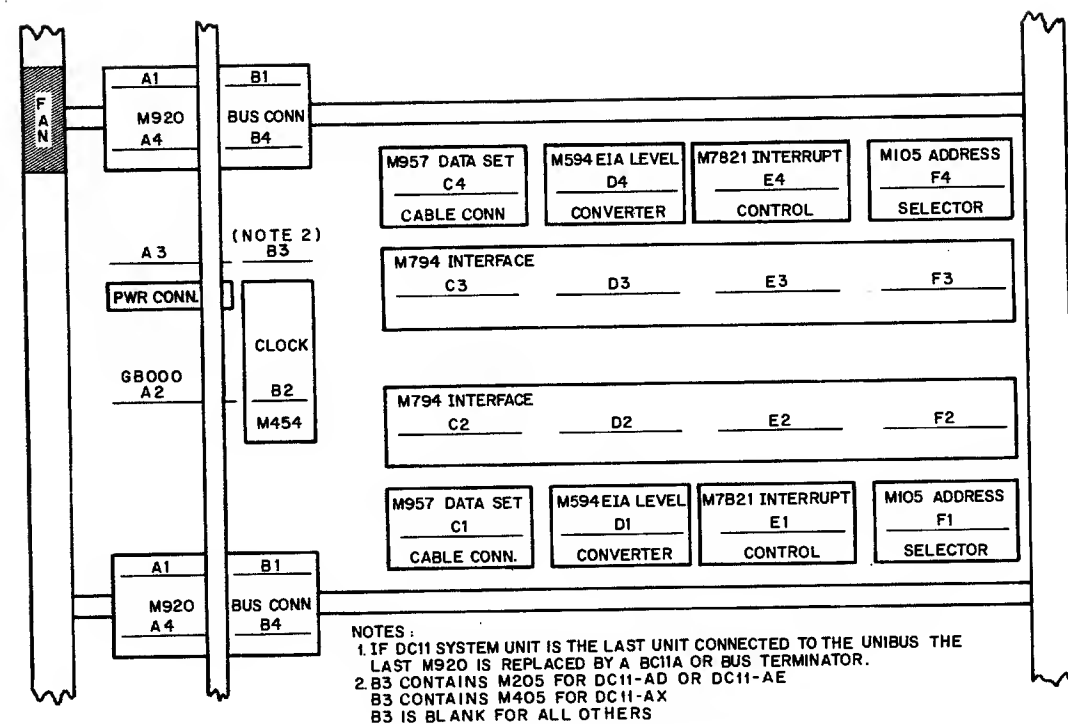 FAN
A1 B1
M920 BUS CONN
A4 B4
M957 DATA SET
C4
CABLE CONN
M594 EIA LEVEL
D4
CONVERTER
M7821 INTERRUPT
E4
CONTROL
M105 ADDRESS
F4
SELECTOR
(NOTE 2)
A3 B3
M794 INTERFACE
C3 D3 E3 F3
PWR CONN.
CLOCK
B2
M454
G8000
A2
M794 INTERFACE
C2 D2 E2 F2
M957 DATA SET
C1
CABLE CONN.
M594 EIA LEVEL
D1
CONVERTER
M7821 INTERRUPT
E1
CONTROL
M105 ADDRESS
F1
SELECTOR
A1 B1
M920 BUS CONN
A4 B4
NOTES :
1. IF DC11 SYSTEM UNIT IS THE LAST UNIT CONNECTED TO THE UNIBUS THE
LAST M920 IS REPLACED BY A BC11A OR BUS TERMINATOR.
2. B3 CONTAINS M205 FOR DC11-AD OR DC11-AE
B3 CONTAINS M405 FOR DC11-AX
B3 IS BLANK FOR ALL OTHERS